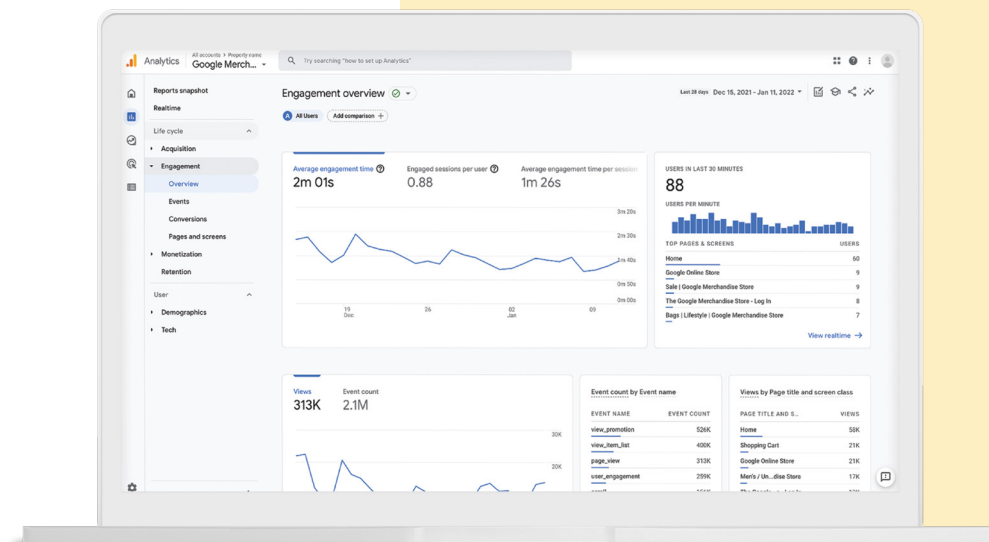 Analytics
All accounts > Property name
Google Merch...
Try searching "how to set up Analytics"
Reports snapshot
Realtime
Life cycle
Acquisition
Engagement
Overview
Events
Conversions
Pages and screens
Monetization
Retention
User
Demographics
Tech
Engagement overview
Last 28 days Dec 15, 2021 - Jan 11, 2022
A All Users
Add comparison +
Average engagement time
2m 01s
Engaged sessions per user
0.88
Average engagement time per session
1m 26s
3m 20s
2m 30s
1m 40s
0m 50s
0m 00s
19
Dec
26
02
Jan
09
USERS IN LAST 30 MINUTES
88
USERS PER MINUTE
TOP PAGES & SCREENS USERS
Home 60
Google Online Store 9
Sale | Google Merchandise Store 9
The Google Merchandise Store - Log In 8
Bags | Lifestyle | Google Merchandise Store 7
View realtime →
Views
313K
Event count
2.1M
30K
20K
Event count by Event name
EVENT NAME EVENT COUNT
view_promotion 526K
view_item_list 400K
page_view 313K
user_engagement 259K
Views by Page title and screen class
PAGE TITLE AND S... VIEWS
Home 58K
Shopping Cart 21K
Google Online Store 21K
Men's / Un...dise Store 17K